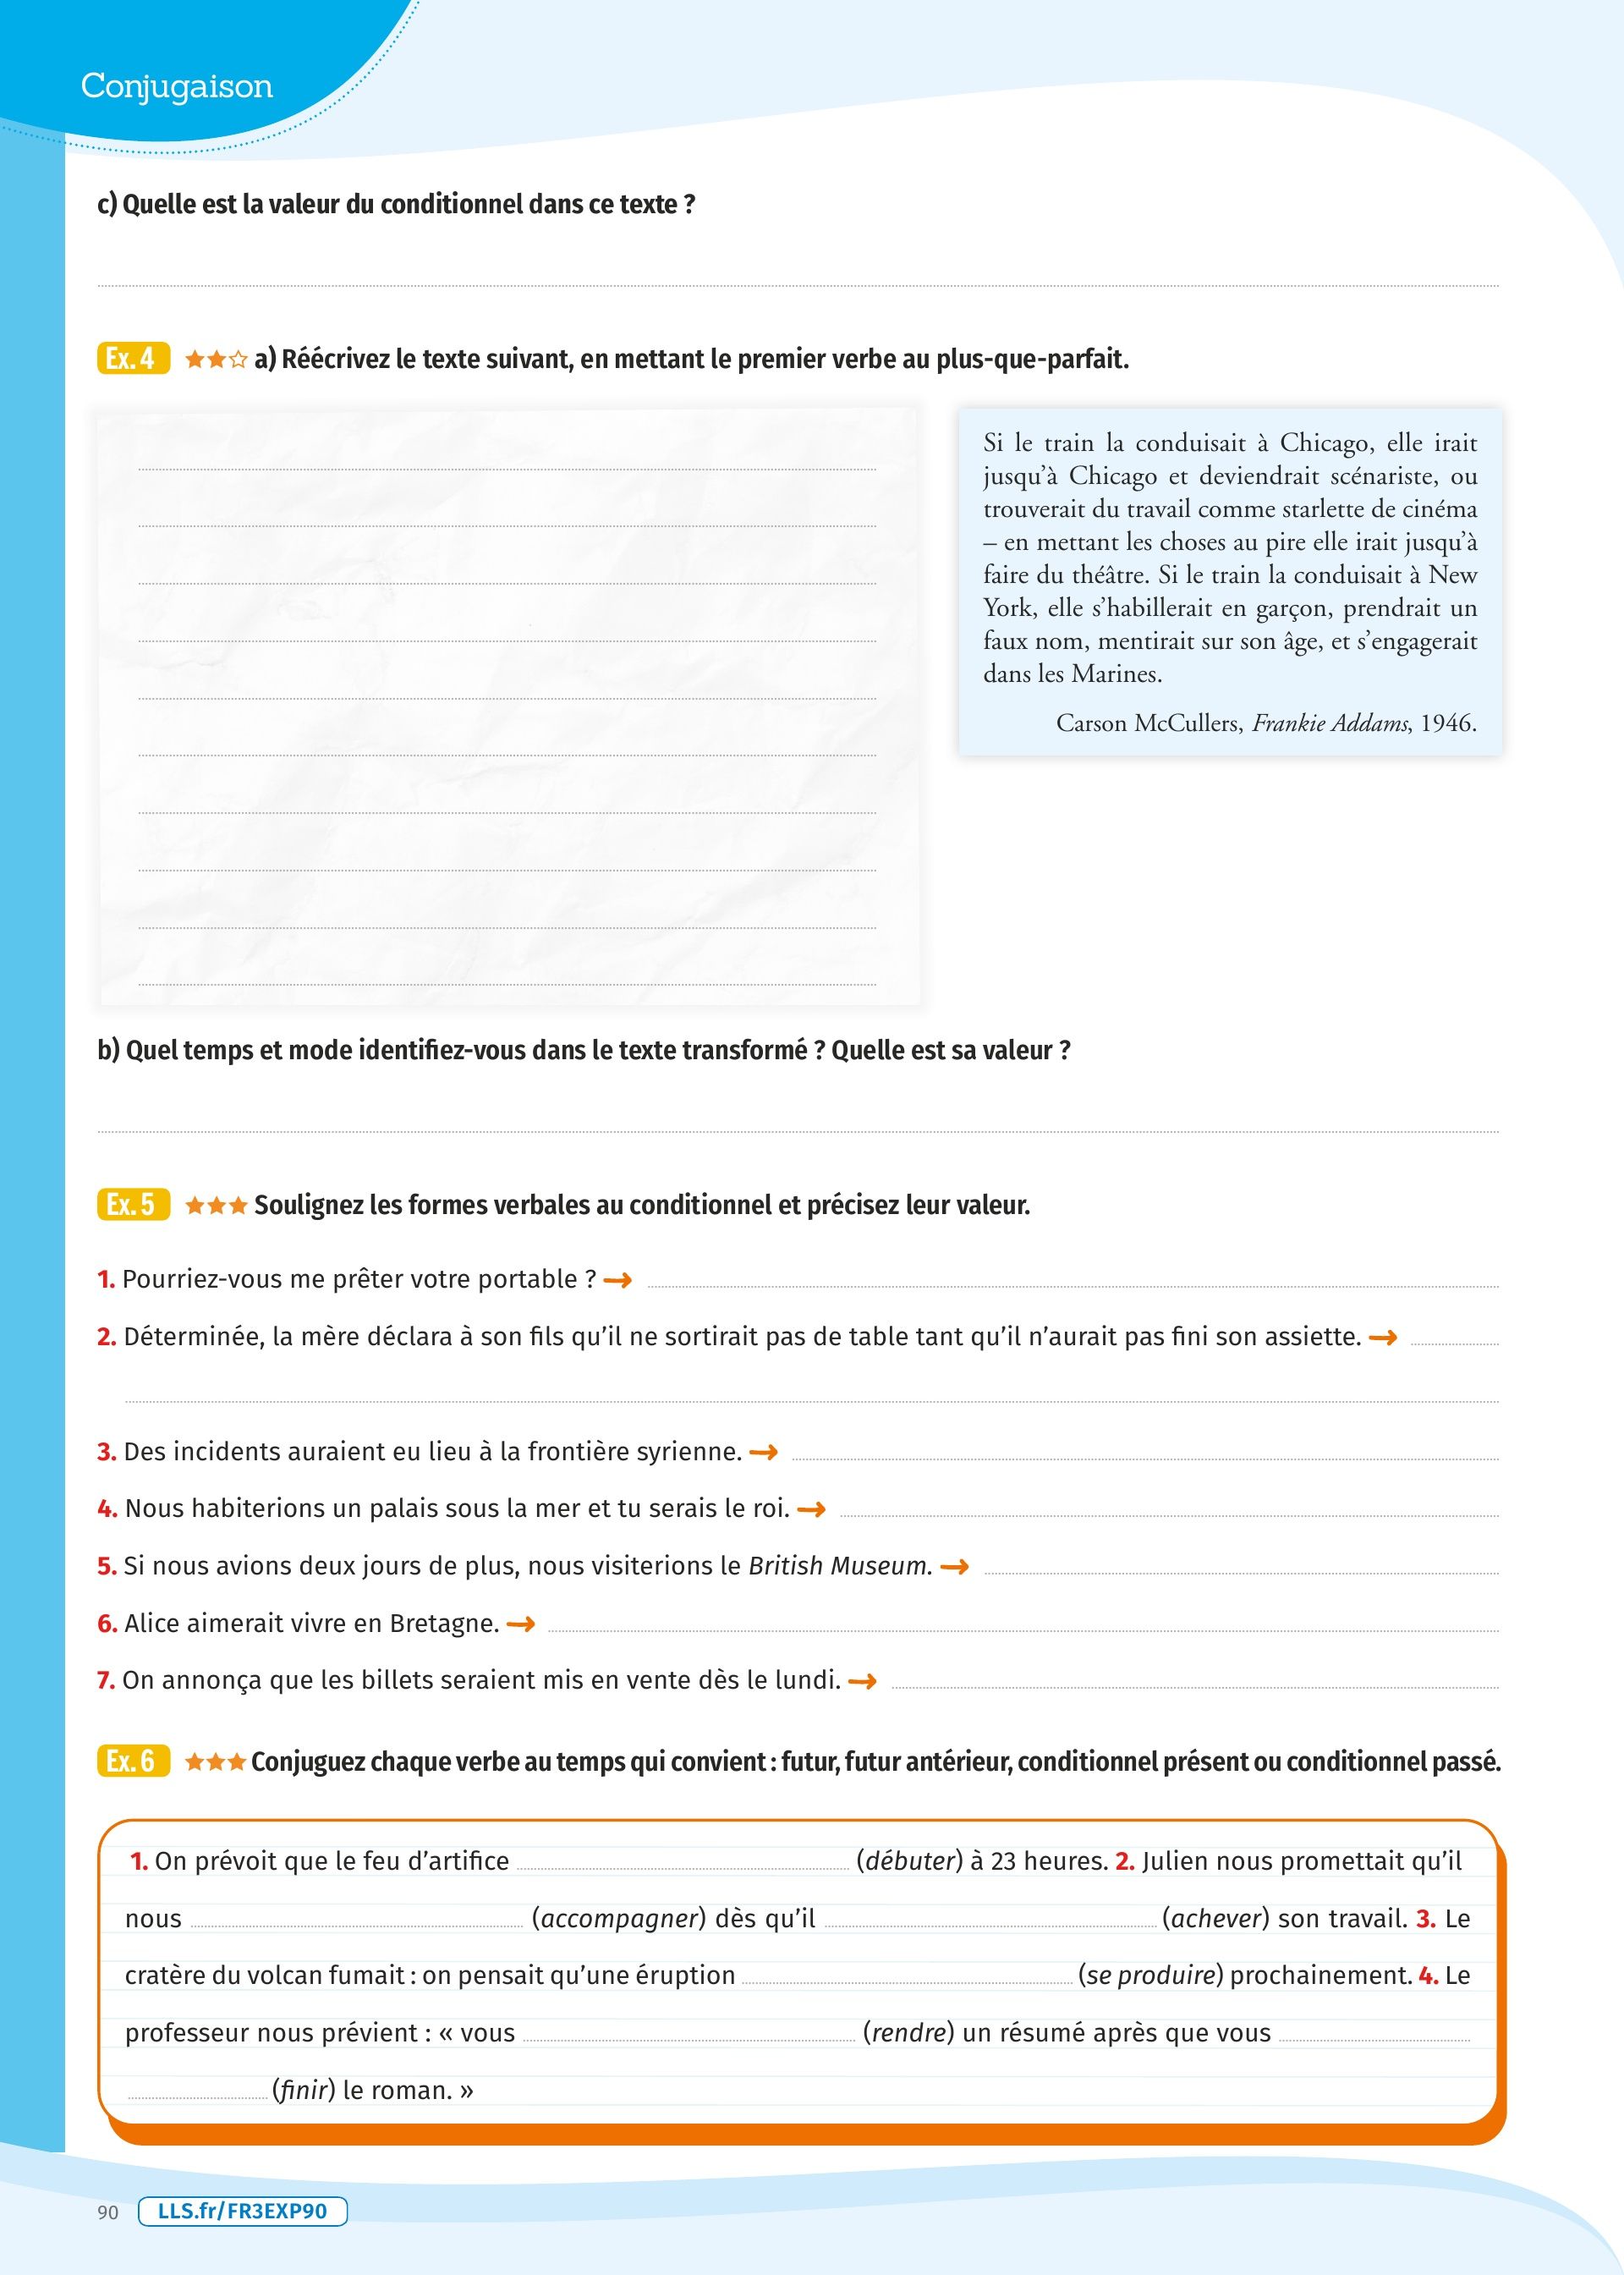 Conjugaison
c) Quelle est la valeur du conditionnel dans ce texte ?
Ex. 4 a) Réécrivez le texte suivant, en mettant le premier verbe au plus-que-parfait.
Si le train la conduisait à Chicago, elle irait
jusqu’à Chicago et deviendrait scénariste, ou
trouverait du travail comme starlette de cinéma
– en mettant les choses au pire elle irait jusqu’à
faire du théâtre. Si le train la conduisait à New
York, elle s’habillerait en garçon, prendrait un
faux nom, mentirait sur son âge, et s’engagerait
dans les Marines.
Carson McCullers, Frankie Addams, 1946.
b) Quel temps et mode identifiez-vous dans le texte transformé ? Quelle est sa valeur ?
Ex. 5 Soulignez les formes verbales au conditionnel et précisez leur valeur.
1. Pourriez-vous me prêter votre portable ? →
2. Déterminée, la mère déclara à son fils qu’il ne sortirait pas de table tant qu’il n’aurait pas fini son assiette. →
3. Des incidents auraient eu lieu à la frontière syrienne. →
4. Nous habiterions un palais sous la mer et tu serais le roi. →
5. Si nous avions deux jours de plus, nous visiterions le British Museum. →
6. Alice aimerait vivre en Bretagne. →
7. On annonça que les billets seraient mis en vente dès le lundi. →
Ex. 6 Conjuguez chaque verbe au temps qui convient : futur, futur antérieur, conditionnel présent ou conditionnel passé.
1. On prévoit que le feu d’artifice (débuter) à 23 heures. 2. Julien nous promettait qu’il
nous (accompagner) dès qu’il (achever) son travail. 3. Le
cratère du volcan fumait : on pensait qu’une éruption (se produire) prochainement. 4. Le
professeur nous prévient : « vous (rendre) un résumé après que vous
(finir) le roman. »
90 LLS.fr/FR3EXP90